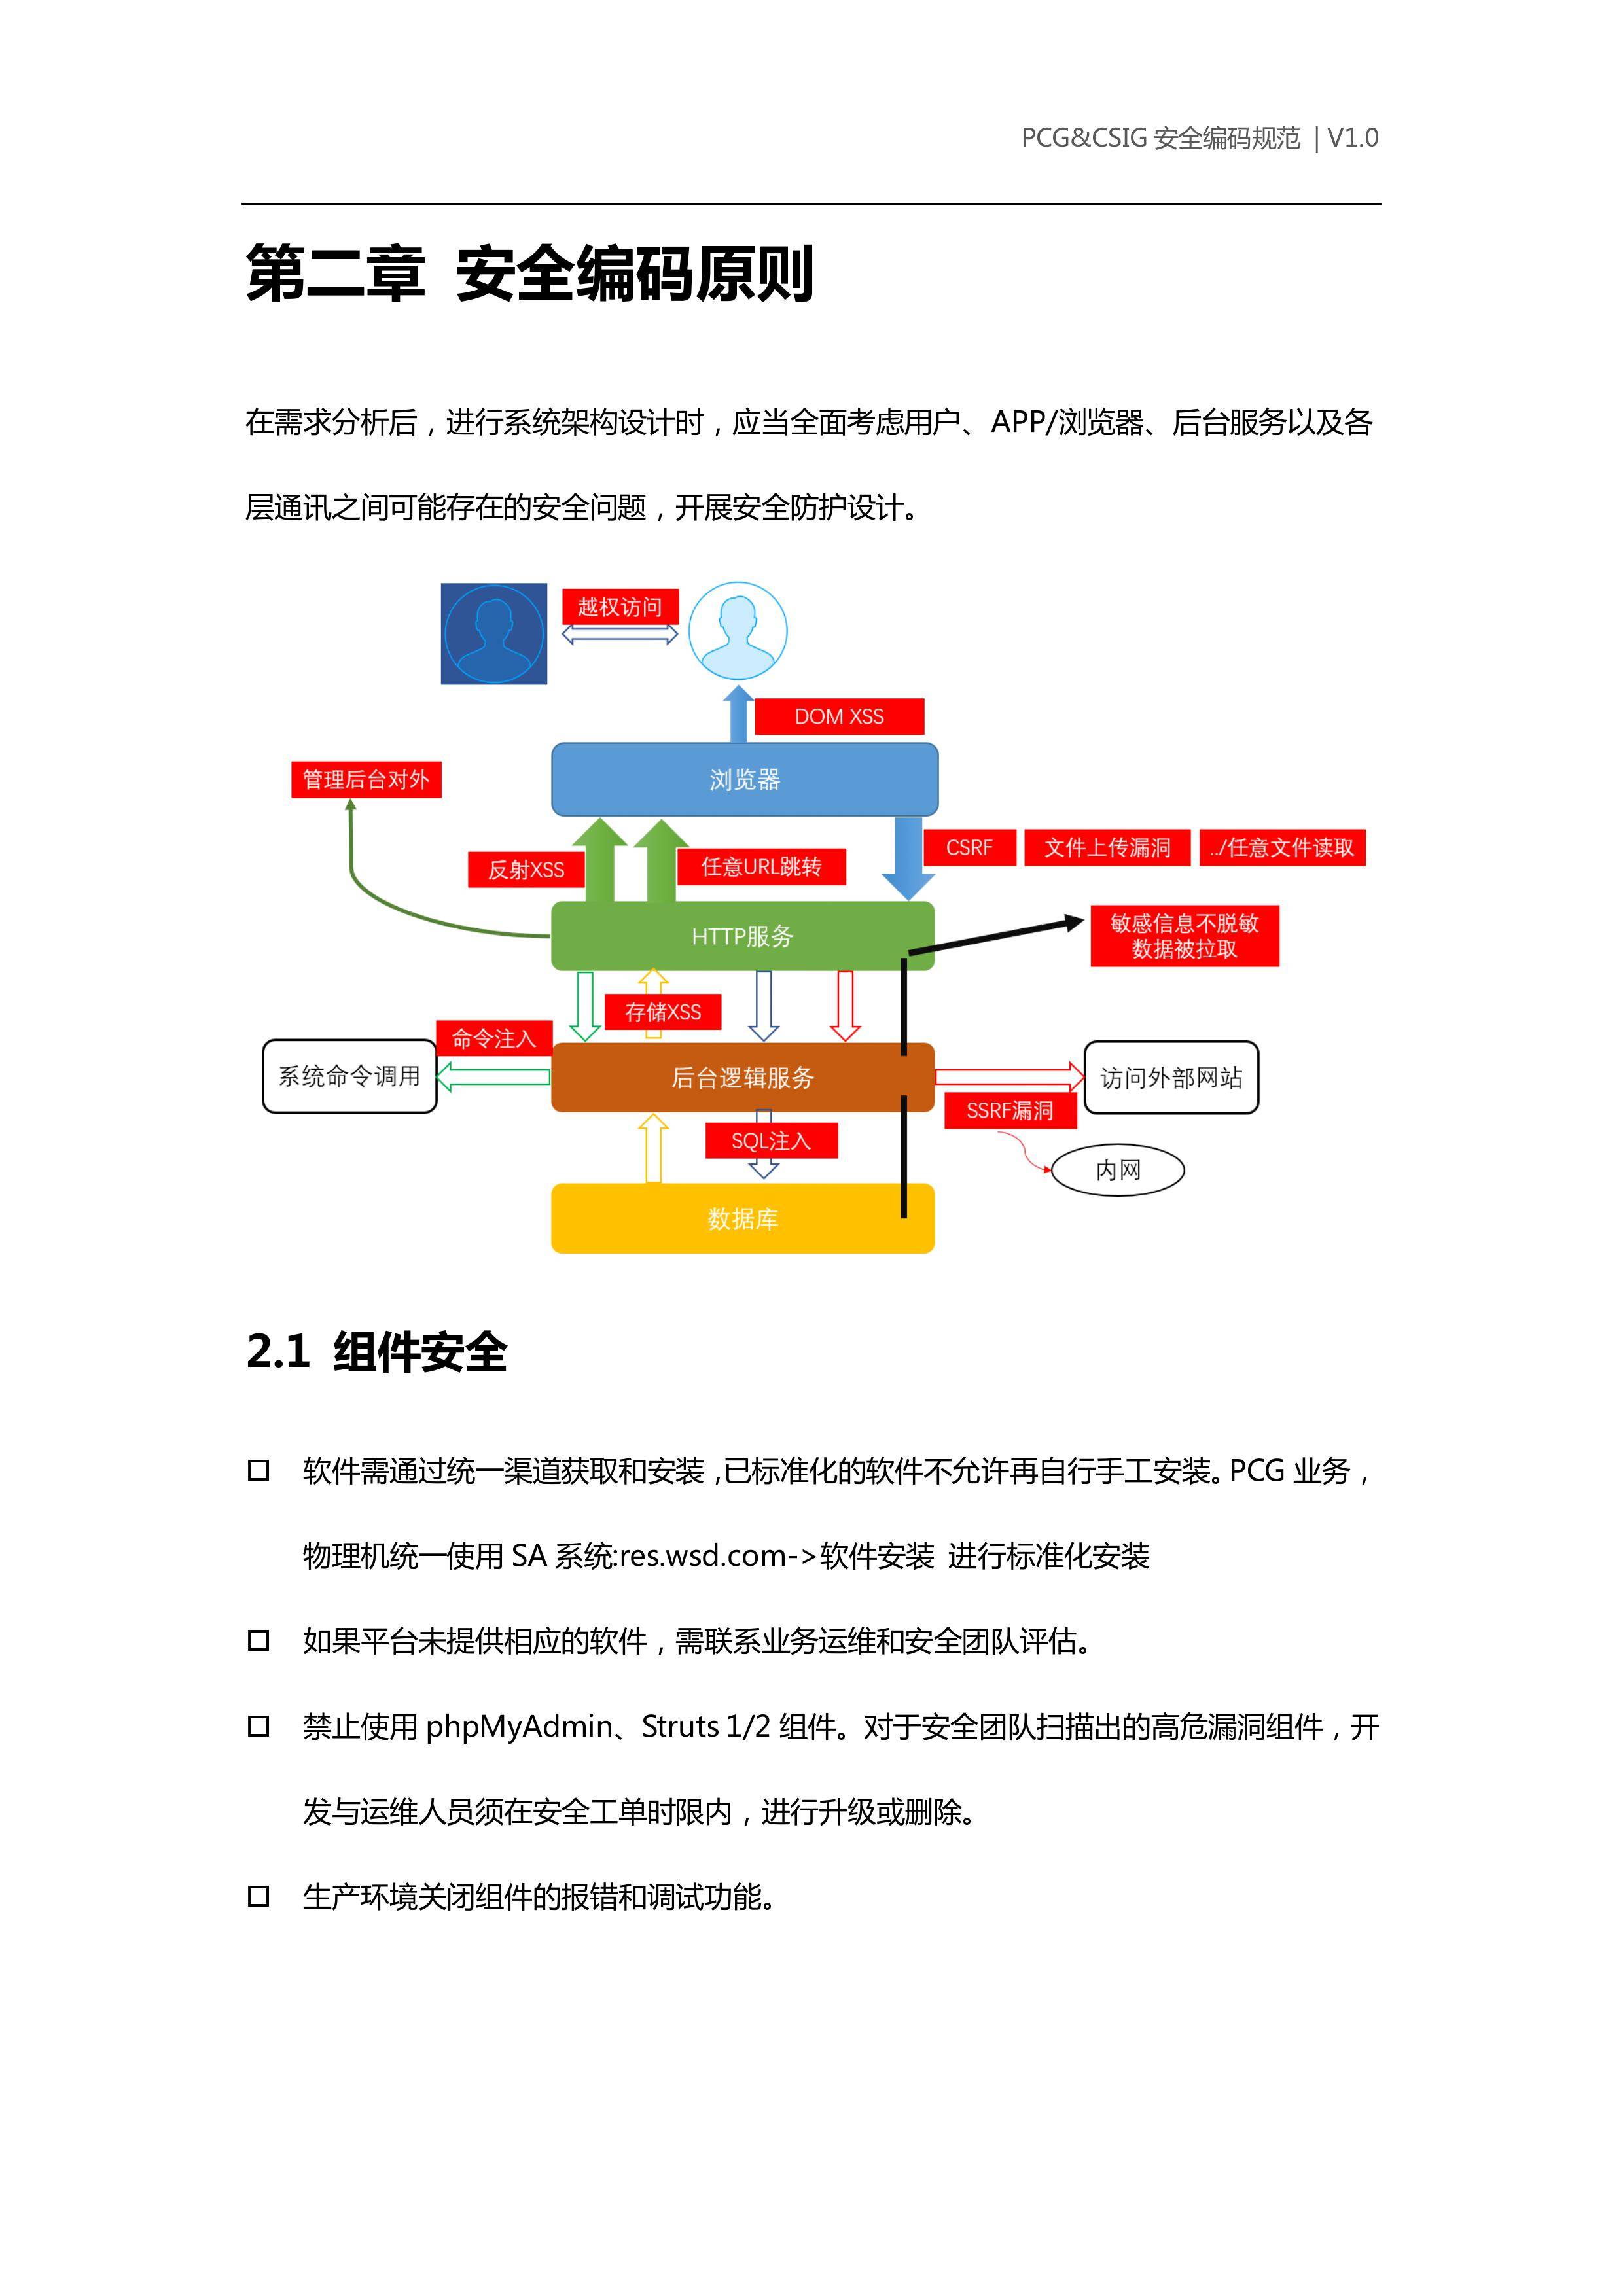 PCG&CSIG 安全编码规范 | V1.0
第二章 安全编码原则
在需求分析后，进行系统架构设计时，应当全面考虑用户、APP/浏览器、后台服务以及各
层通讯之间可能存在的安全问题，开展安全防护设计。
越权访问
DOM XSS
浏览器
管理后台对外
反射XSS
任意URL跳转
CSRF
文件上传漏洞
../任意文件读取
HTTP服务
敏感信息不脱敏
数据被拉取
存储XSS
命令注入
系统命令调用
后台逻辑服务
访问外部网站
SSRF漏洞
SQL注入
内网
数据库
2.1 组件安全
□ 软件需通过统一渠道获取和安装，已标准化的软件不允许再自行手工安装。PCG 业务，
物理机统一使用 SA 系统:res.wsd.com->软件安装 进行标准化安装
□ 如果平台未提供相应的软件，需联系业务运维和安全团队评估。
□ 禁止使用 phpMyAdmin、Struts 1/2 组件。对于安全团队扫描出的高危漏洞组件，开
发与运维人员须在安全工单时限内，进行升级或删除。
□ 生产环境关闭组件的报错和调试功能。